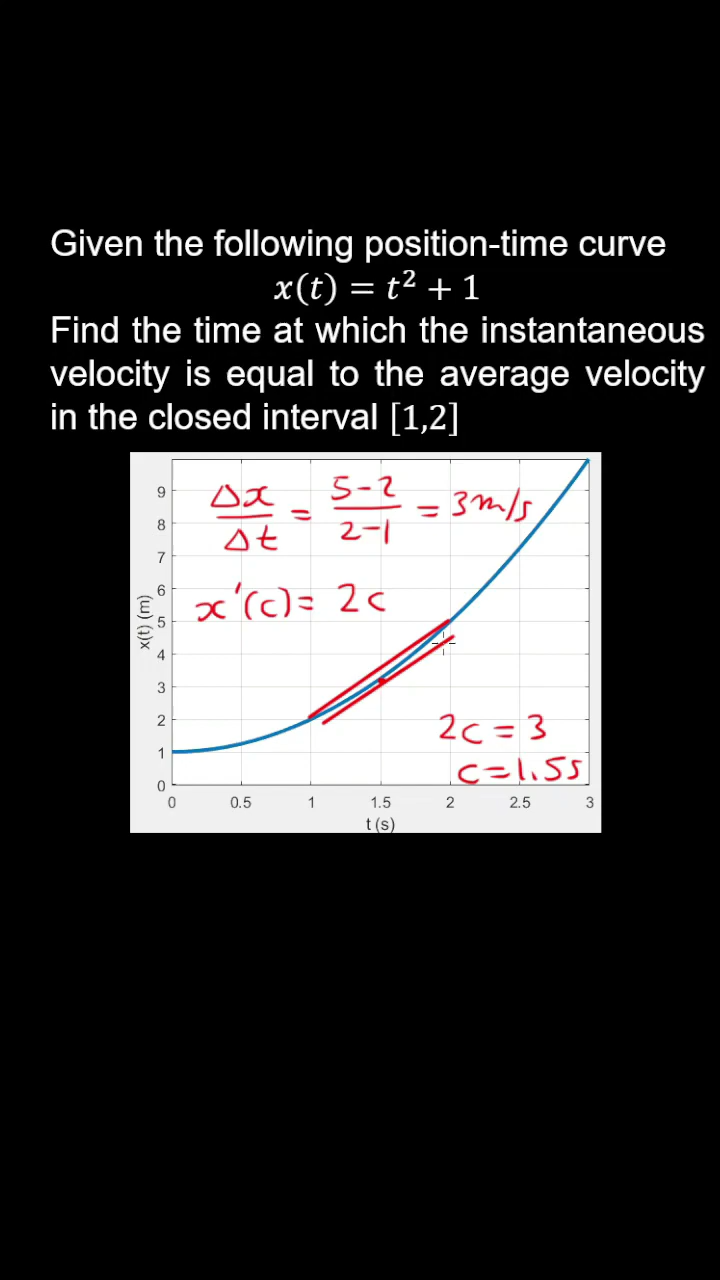 Given the following position-time curve
x(t) = t² + 1
Find the time at which the instantaneous
velocity is equal to the average velocity
in the closed interval [1,2]
Δx/Δt = 5-2/2-1 = 3m/s
x'(c) = 2c
2c = 3
c = 1.5s
x(t) (m)
9
8
7
6
5
4
3
2
1
0
0 0.5 1 1.5 2 2.5 3
t (s)